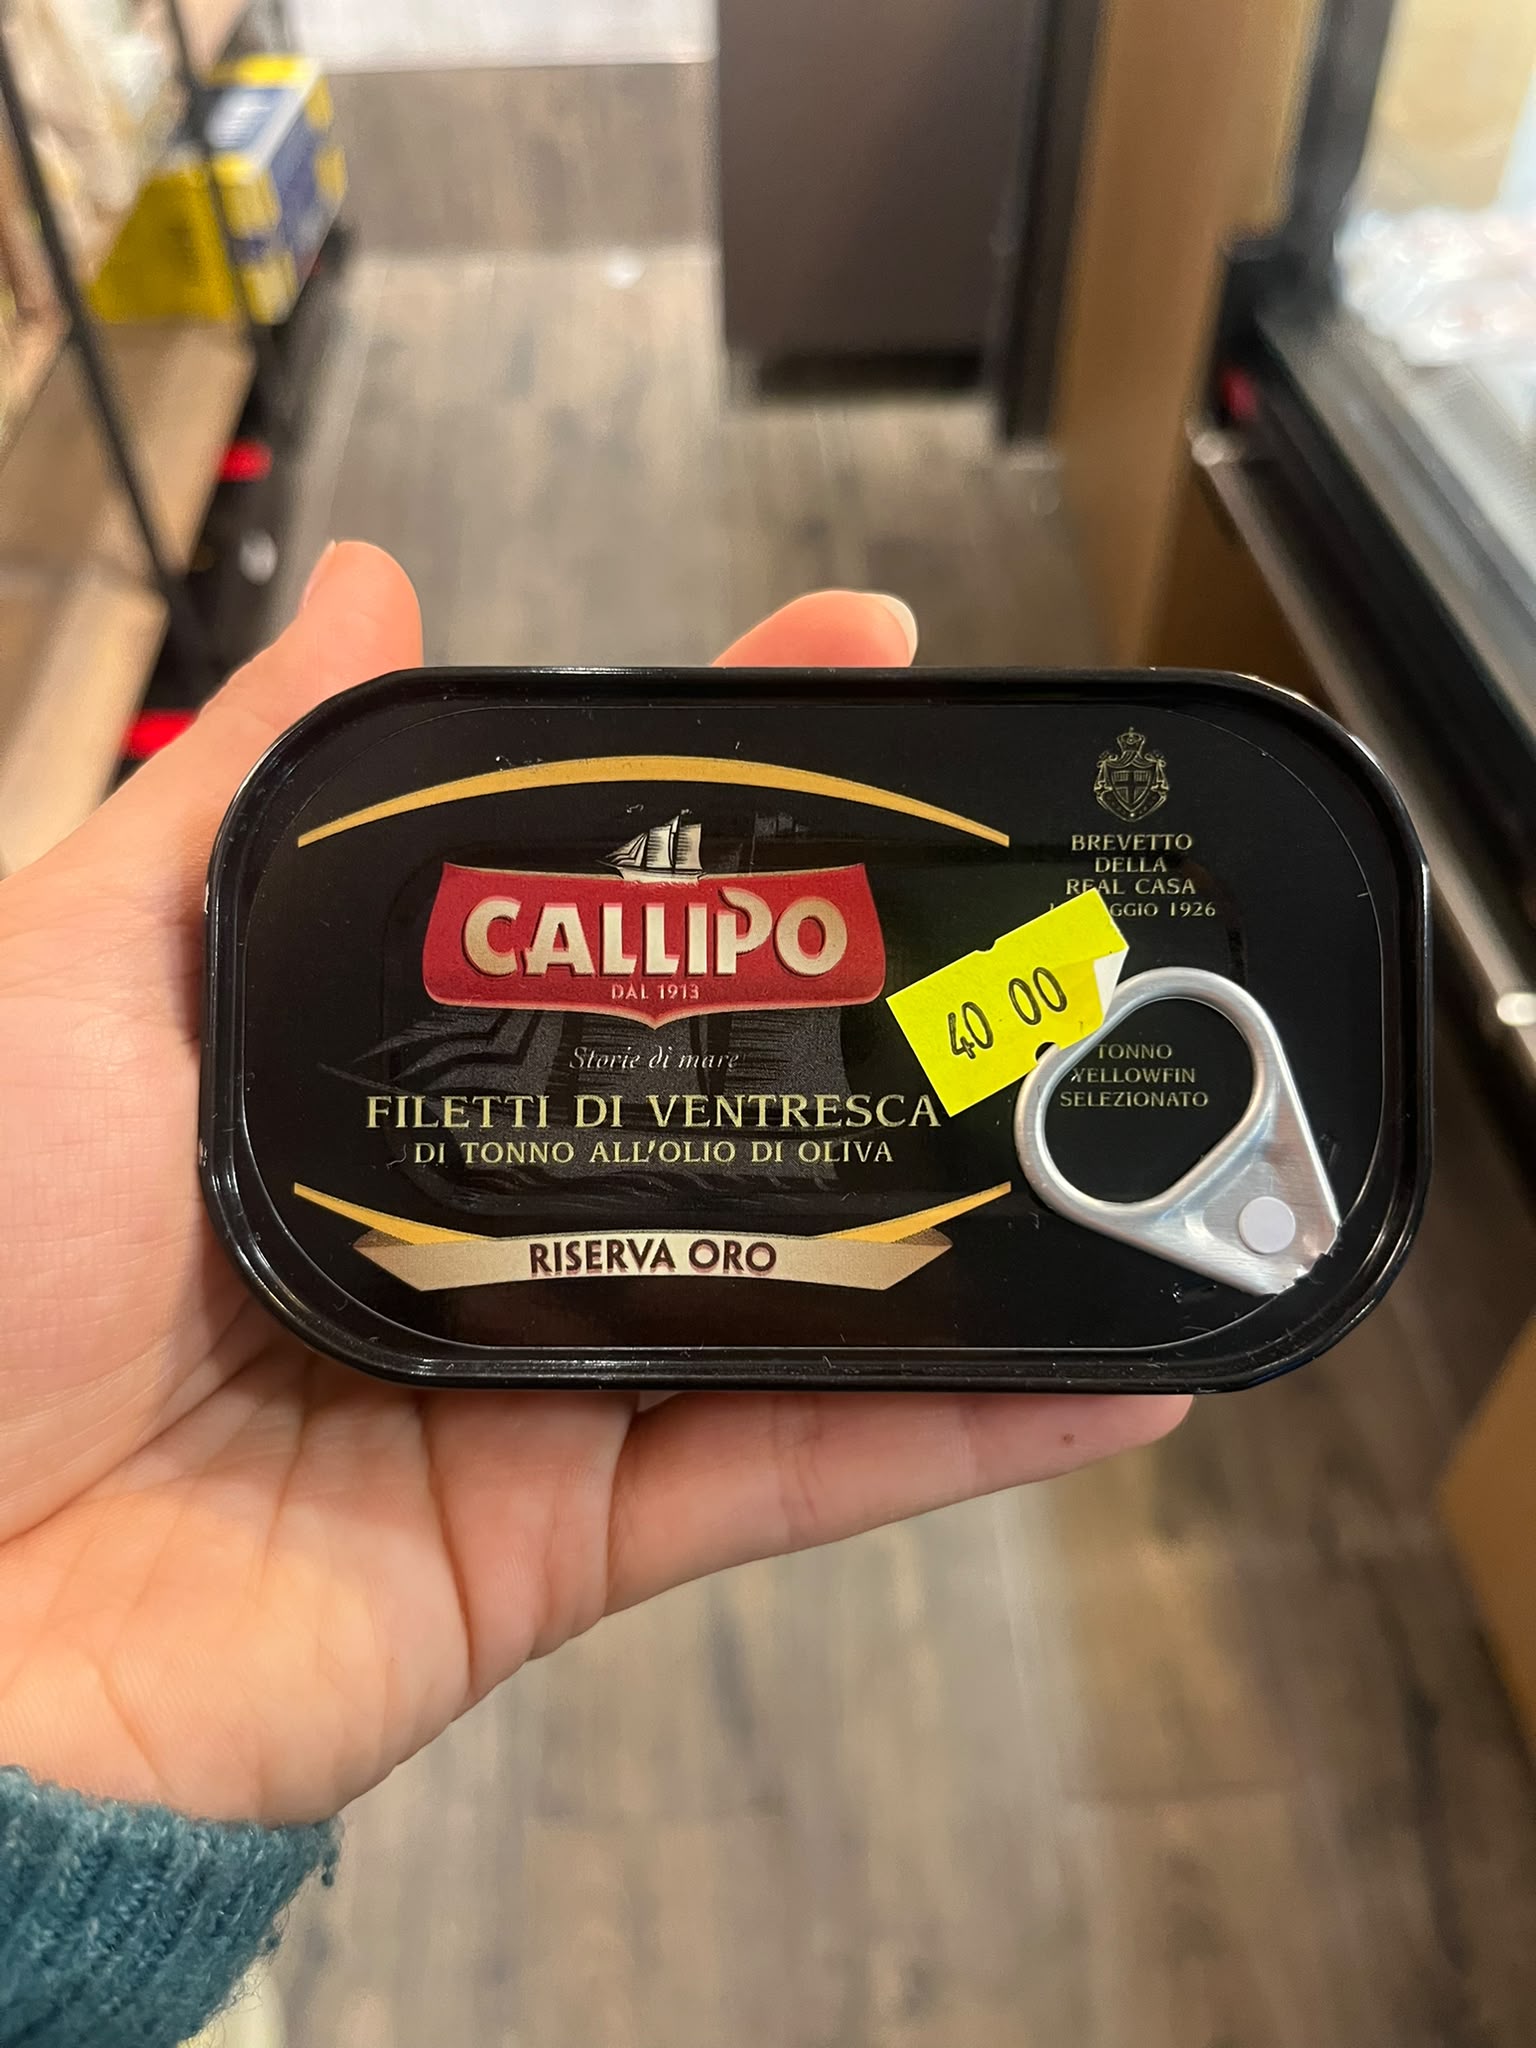 CALLIPO
DAL 1913
Storie di mare
FILETTI DI VENTRESCA
DI TONNO ALL'OLIO DI OLIVA
RISERVA ORO
BREVETTO
DELLA
REAL CASA
1926
40 00
TONNO
YELLOWFIN
SELEZIONATO